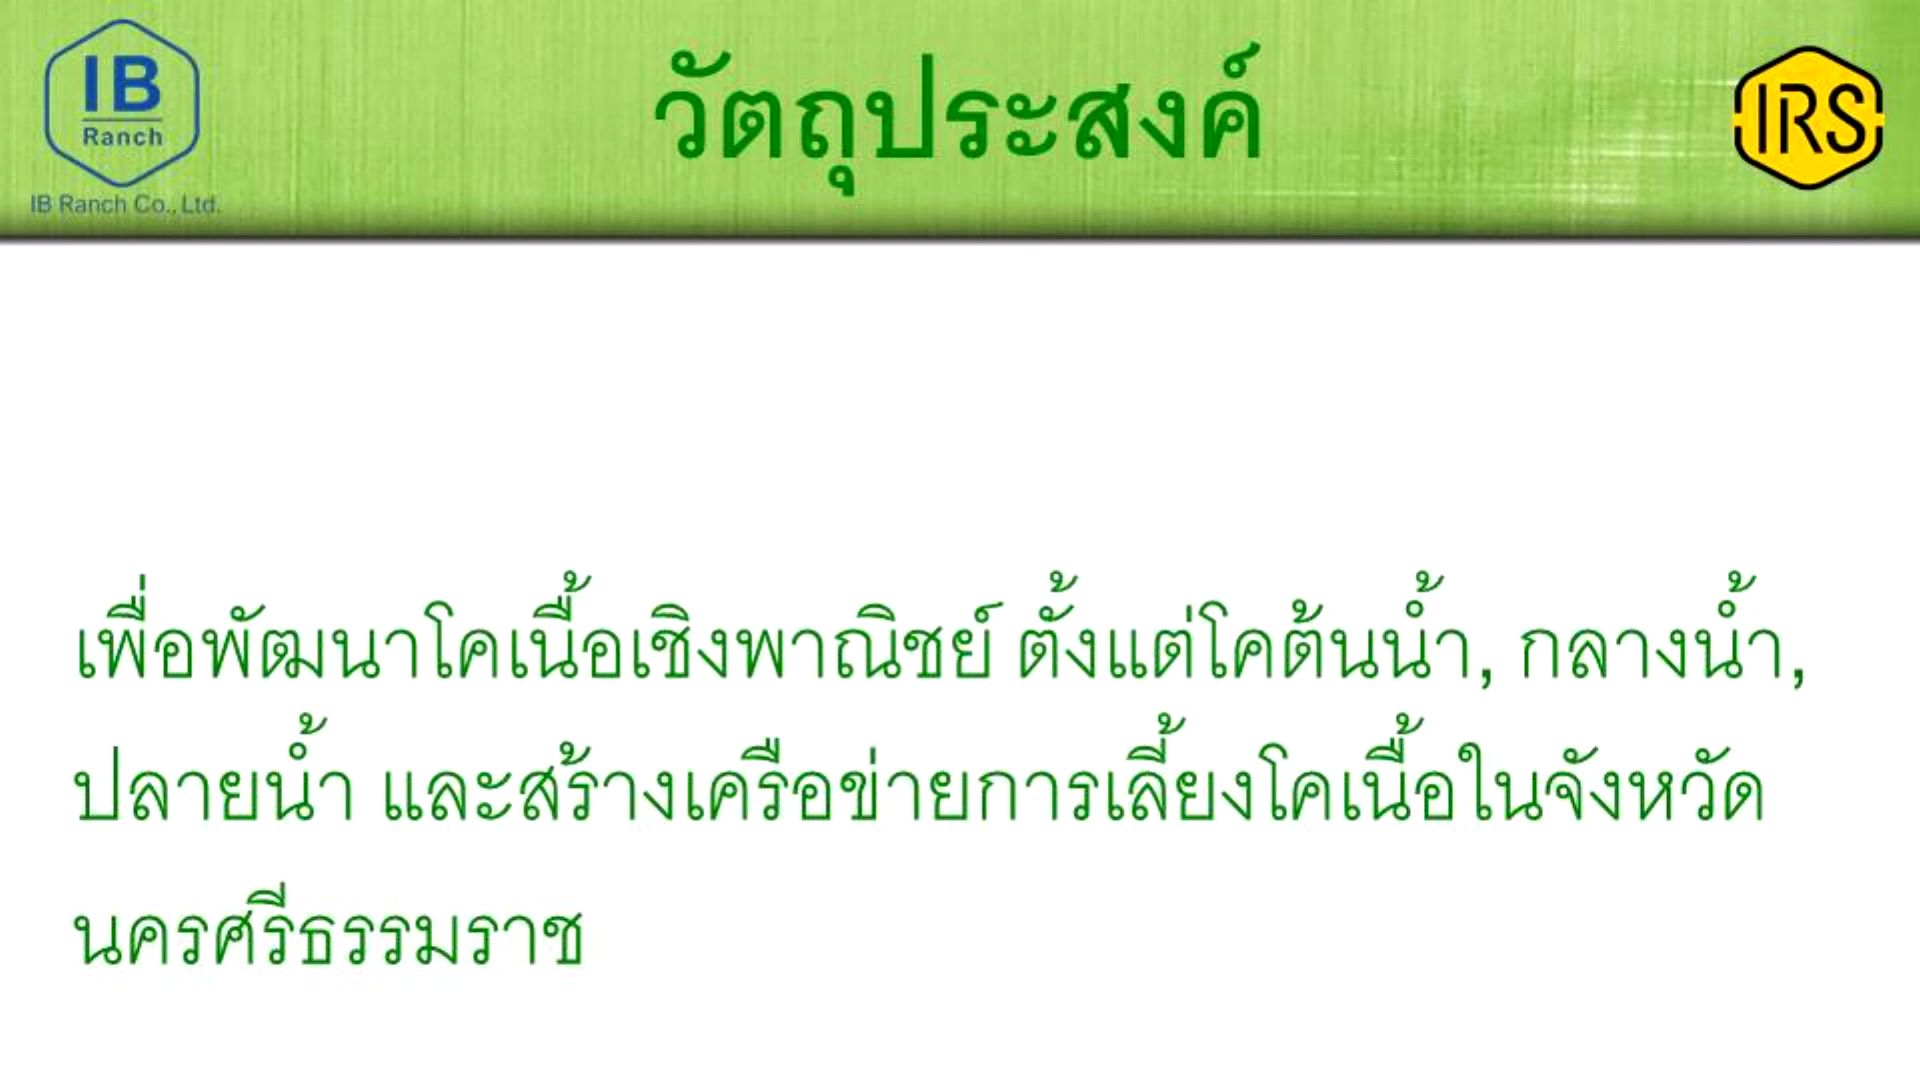 IB
Ranch
IB Ranch Co., Ltd.
วัตถุประสงค์
IRS
เพื่อพัฒนาโคเนื้อเชิงพาณิชย์ ตั้งแต่โคต้นน้ำ, กลางน้ำ,
ปลายน้ำ และสร้างเครือข่ายการเลี้ยงโคเนื้อในจังหวัด
นครศรีธรรมราช